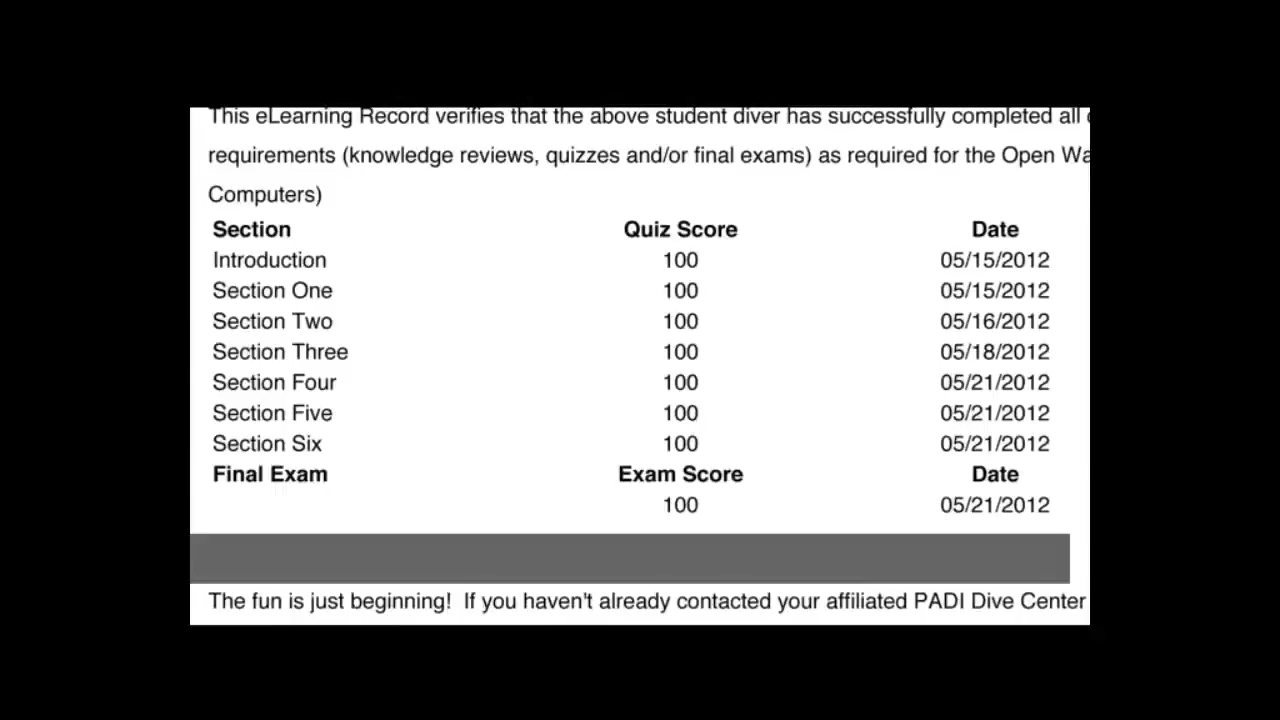 This eLearning Record verifies that the above student diver has successfully completed all
requirements (knowledge reviews, quizzes and/or final exams) as required for the Open Wa
Computers)
Section Quiz Score Date
Introduction 100 05/15/2012
Section One 100 05/15/2012
Section Two 100 05/16/2012
Section Three 100 05/18/2012
Section Four 100 05/21/2012
Section Five 100 05/21/2012
Section Six 100 05/21/2012
Final Exam Exam Score Date
100 05/21/2012
The fun is just beginning! If you haven't already contacted your affiliated PADI Dive Center